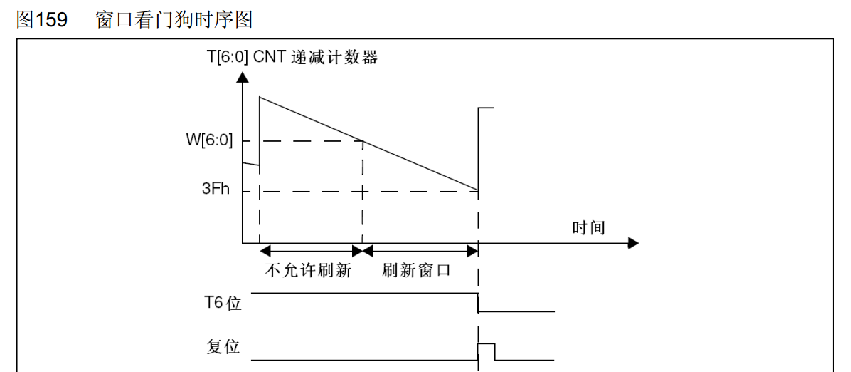 图159 窗口看门狗时序图
T[6:0] CNT 递减计数器
W[6:0]
3Fh
时间
不允许刷新 刷新窗口
T6位
复位